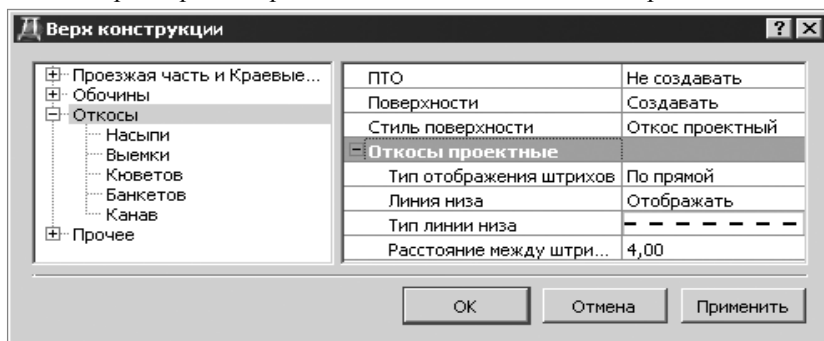 Верх конструкции
Проезжая часть и Краевые...
Обочины
Откосы
Насыпи
Выемки
Кюветов
Банкетов
Канав
Прочее
ПТО Не создавать
Поверхности Создавать
Стиль поверхности Откос проектный
Откосы проектные
Тип отображения штрихов По прямой
Линия низа Отображать
Тип линии низа
Расстояние между штри... 4,00
OK Отмена Применить